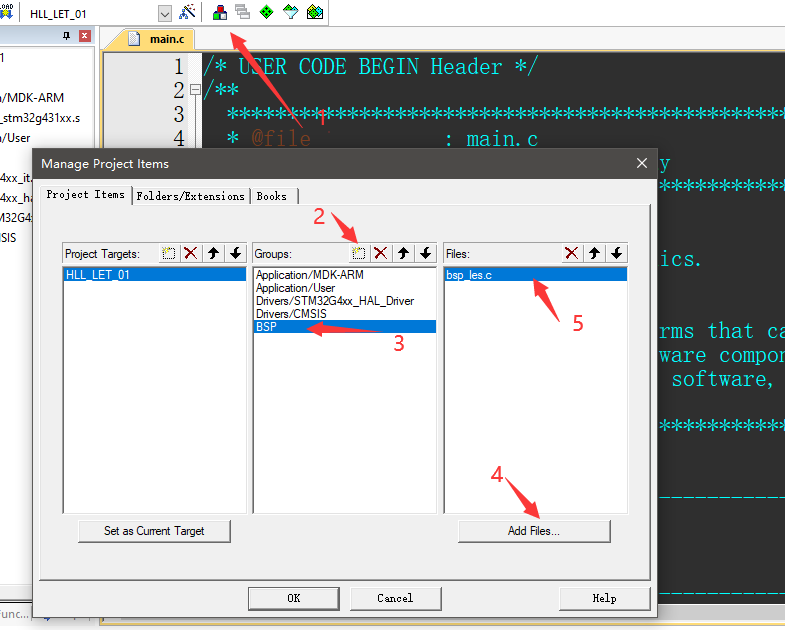 LOAD
HLL_LET_01
main.c
1
/* USER CODE BEGIN Header */
2
/**
/MDK-ARM
3
_stm32g431xx.s
/User
4
* @file : main.c
1
4xx_it.
Manage Project Items
Project Items
Folders/Extensions
Books
2
Project Targets:
Groups:
Files:
HLL_LET_01
Application/MDK-ARM
Application/User
Drivers/STM32G4xx_HAL_Driver
Drivers/CMSIS
BSP
bsp_les.c
3
5
4
Set as Current Target
Add Files...
OK
Cancel
Help
ics.
rms that ca
ware compon
software,
Func...